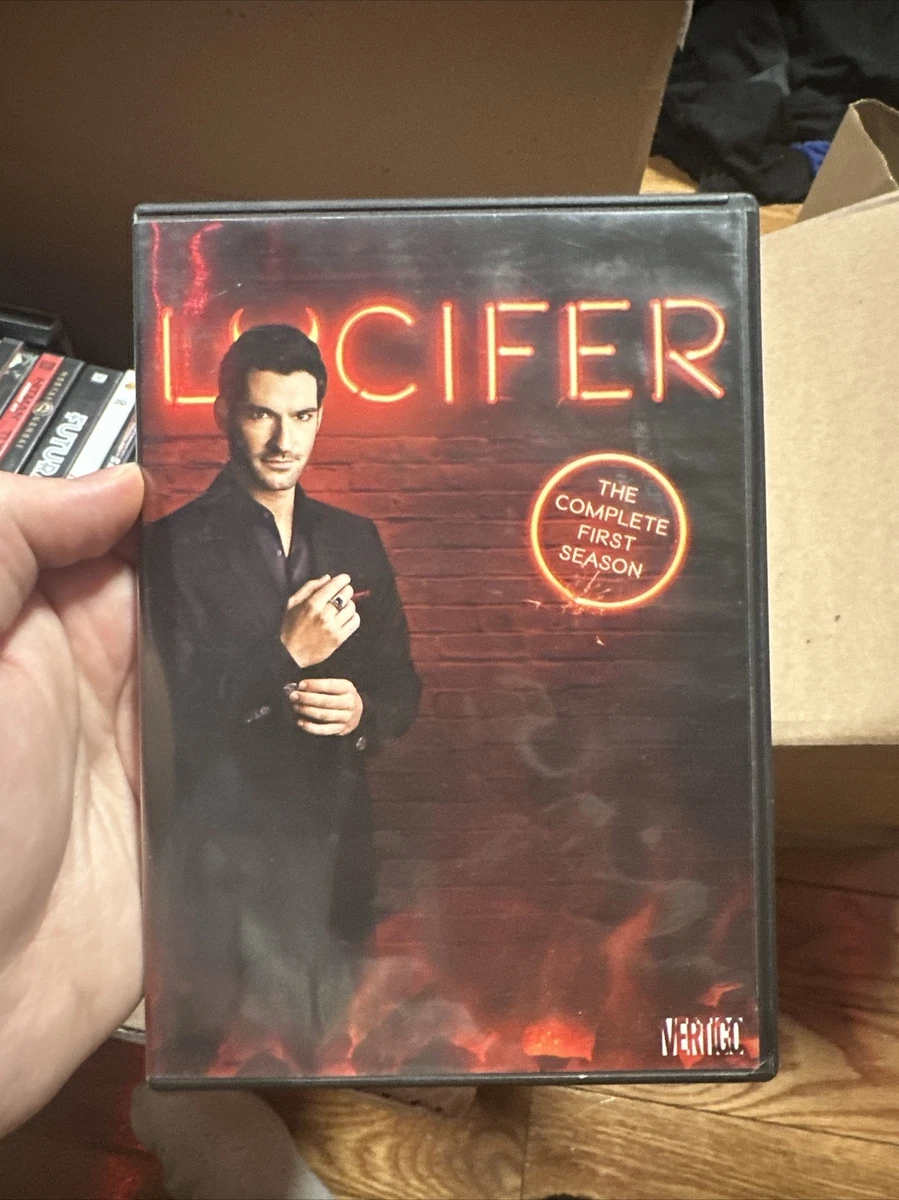 LUCIFER
THE
COMPLETE
FIRST
SEASON
VERTIGO